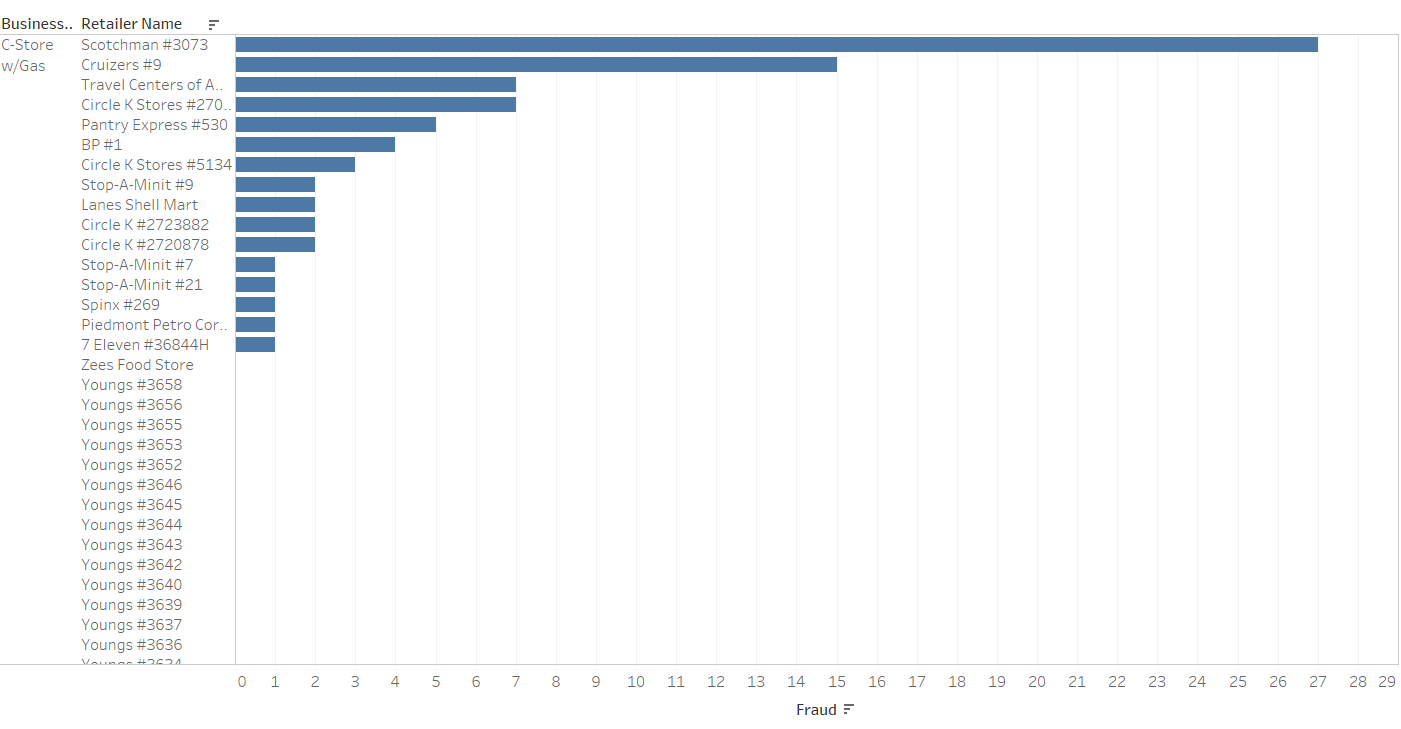 Business.. Retailer Name
C-Store w/Gas
Scotchman #3073
Cruizers #9
Travel Centers of A..
Circle K Stores #270..
Pantry Express #530
BP #1
Circle K Stores #5134
Stop-A-Minit #9
Lanes Shell Mart
Circle K #2723882
Circle K #2720878
Stop-A-Minit #7
Stop-A-Minit #21
Spinx #269
Piedmont Petro Cor..
7 Eleven #36844H
Zees Food Store
Youngs #3658
Youngs #3656
Youngs #3655
Youngs #3653
Youngs #3652
Youngs #3646
Youngs #3645
Youngs #3644
Youngs #3643
Youngs #3642
Youngs #3640
Youngs #3639
Youngs #3637
Youngs #3636
Youngs
0 1 2 3 4 5 6 7 8 9 10 11 12 13 14 15 16 17 18 19 20 21 22 23 24 25 26 27 28 29
Fraud